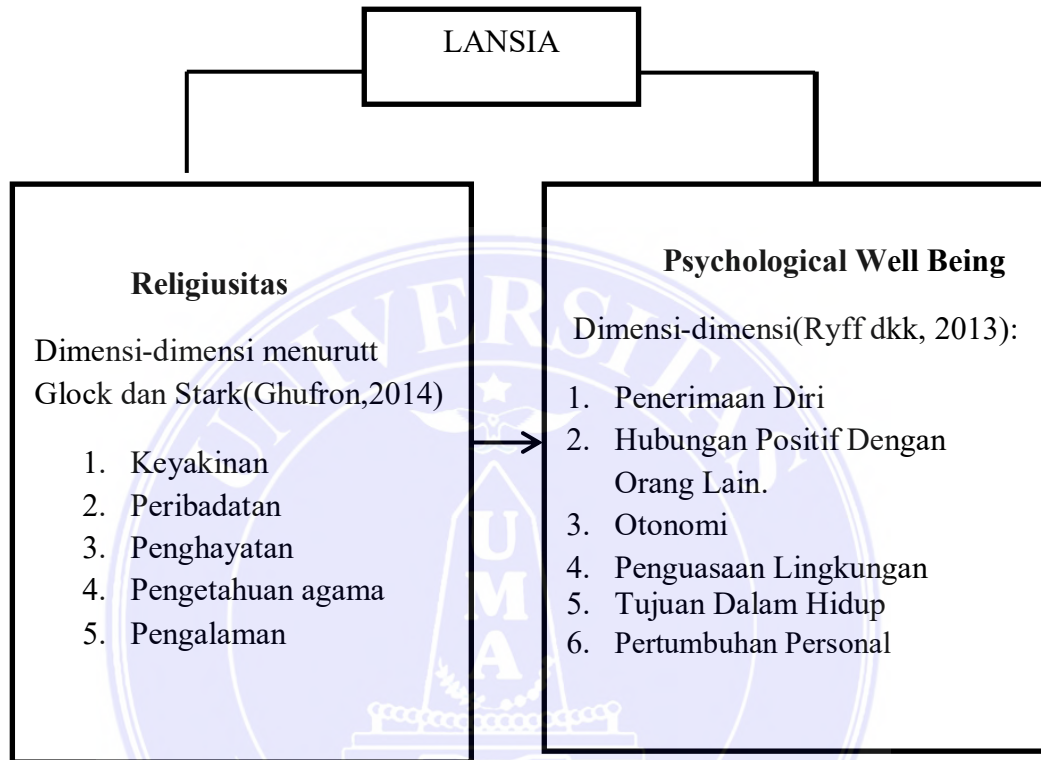 LANSIA
Religiusitas
Dimensi-dimensi menurutt
Glock dan Stark(Ghufron,2014)
1. Keyakinan
2. Peribadatan
3. Penghayatan
4. Pengetahuan agama
5. Pengalaman
Psychological Well Being
Dimensi-dimensi(Ryff dkk, 2013):
1. Penerimaan Diri
2. Hubungan Positif Dengan
Orang Lain.
3. Otonomi
4. Penguasaan Lingkungan
5. Tujuan Dalam Hidup
6. Pertumbuhan Personal
UNIVERSITAS
UMA